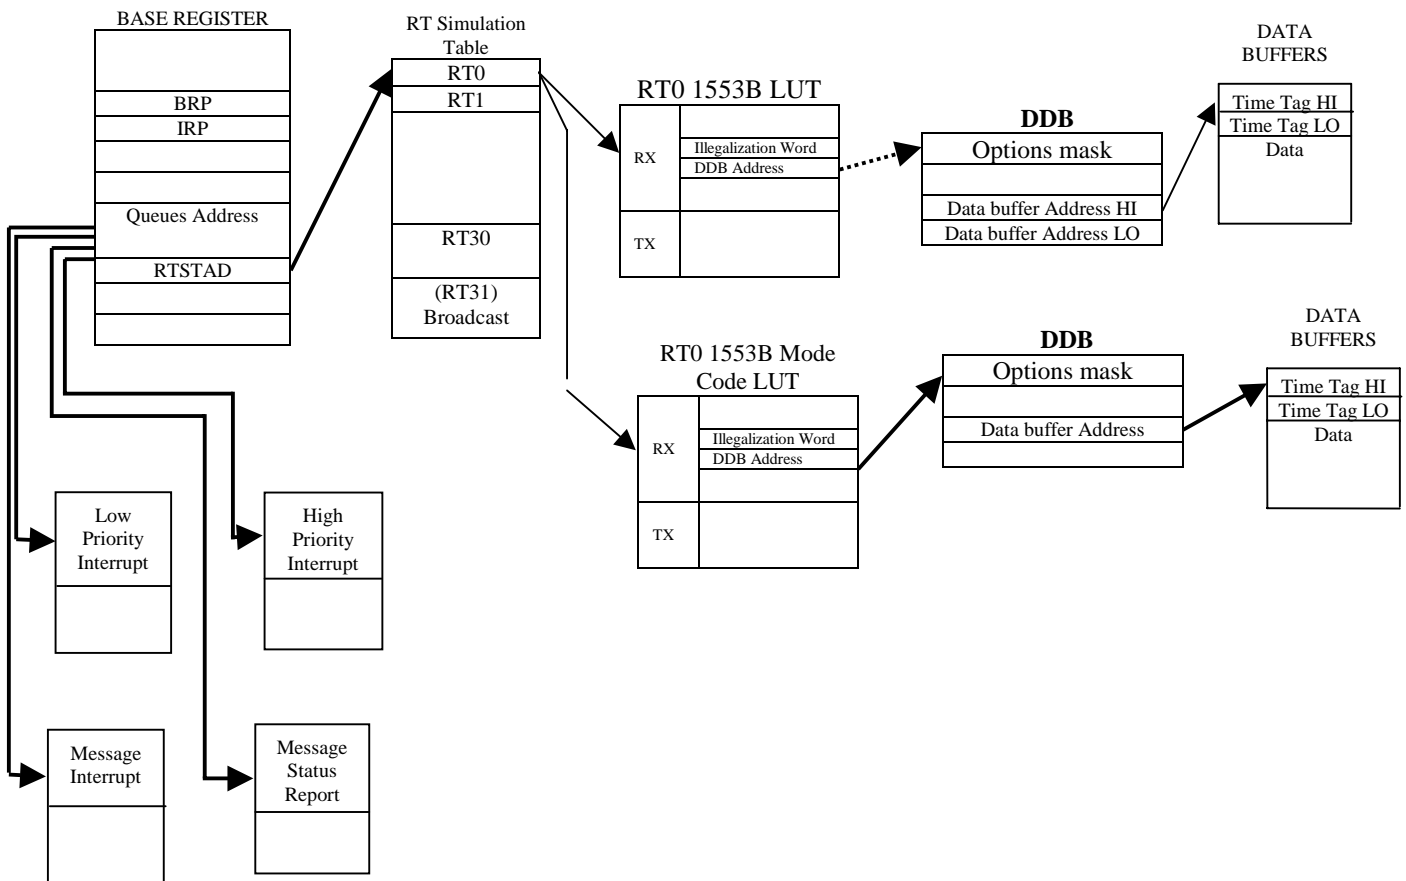 BASE REGISTER
BRP
IRP
Queues Address
RTSTAD
RT Simulation
Table
RT0
RT1
RT30
(RT31)
Broadcast
RT0 1553B LUT
RX
Illegalization Word
DDB Address
TX
DDB
Options mask
Data buffer Address HI
Data buffer Address LO
DATA
BUFFERS
Time Tag HI
Time Tag LO
Data
RT0 1553B Mode
Code LUT
RX
Illegalization Word
DDB Address
TX
DDB
Options mask
Data buffer Address
DATA
BUFFERS
Time Tag HI
Time Tag LO
Data
Low
Priority
Interrupt
High
Priority
Interrupt
Message
Interrupt
Message
Status
Report